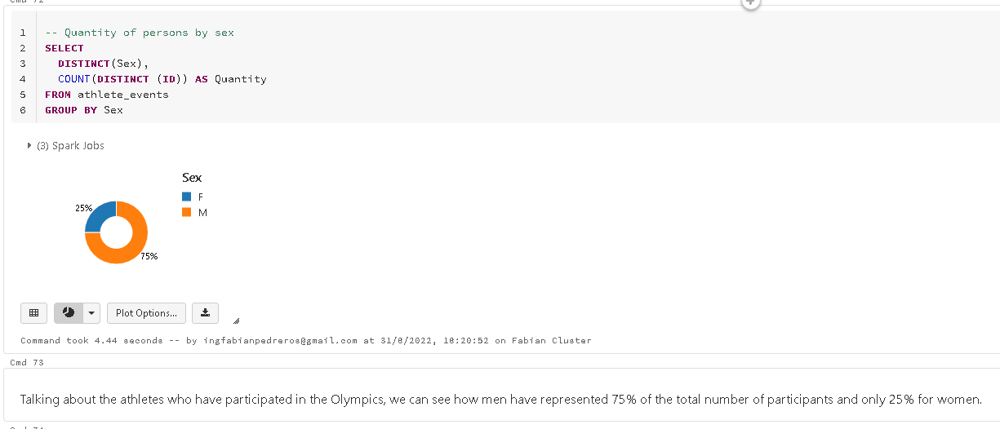 Cmd 72
1 -- Quantity of persons by sex
2 SELECT
3 DISTINCT(Sex),
4 COUNT(DISTINCT (ID)) AS Quantity
5 FROM athlete_events
6 GROUP BY Sex
(3) Spark Jobs
Sex
F
M
25%
75%
Plot Options...
Command took 4.44 seconds -- by ingfabianpedreros@gmail.com at 31/8/2022, 18:20:52 on Fabian Cluster
Cmd 73
Talking about the athletes who have participated in the Olympics, we can see how men have represented 75% of the total number of participants and only 25% for women.